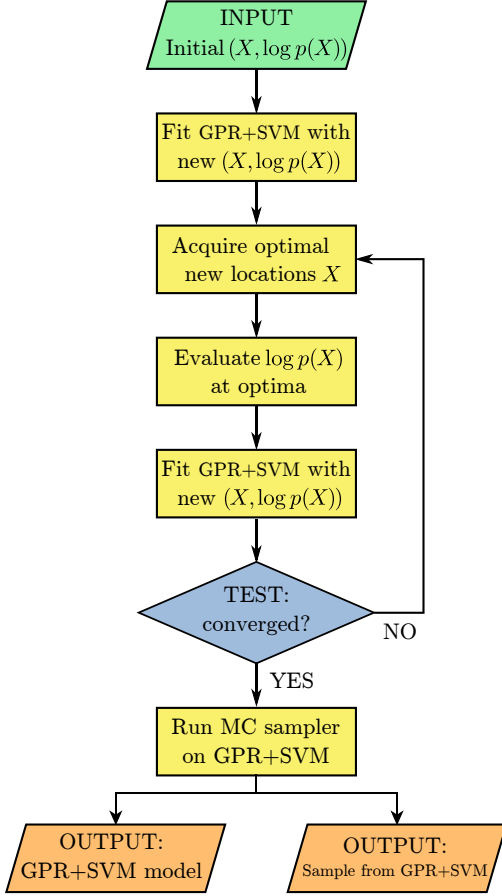 INPUT
Initial (X, log p(X))
Fit GPR+SVM with
new (X, log p(X))
Acquire optimal
new locations X
Evaluate log p(X)
at optima
Fit GPR+SVM with
new (X, log p(X))
TEST:
converged?
NO
YES
Run MC sampler
on GPR+SVM
OUTPUT:
GPR+SVM model
OUTPUT:
Sample from GPR+SVM